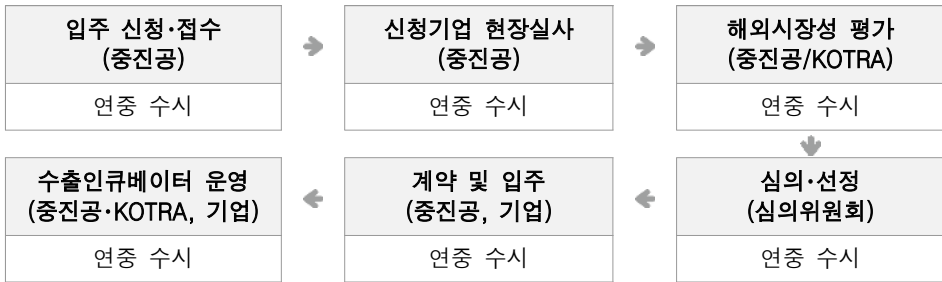 입주 신청·접수
(중진공)
연중 수시
신청기업 현장실사
(중진공)
연중 수시
해외시장성 평가
(중진공/KOTRA)
연중 수시
심의·선정
(심의위원회)
연중 수시
계약 및 입주
(중진공, 기업)
연중 수시
수출인큐베이터 운영
(중진공·KOTRA, 기업)
연중 수시